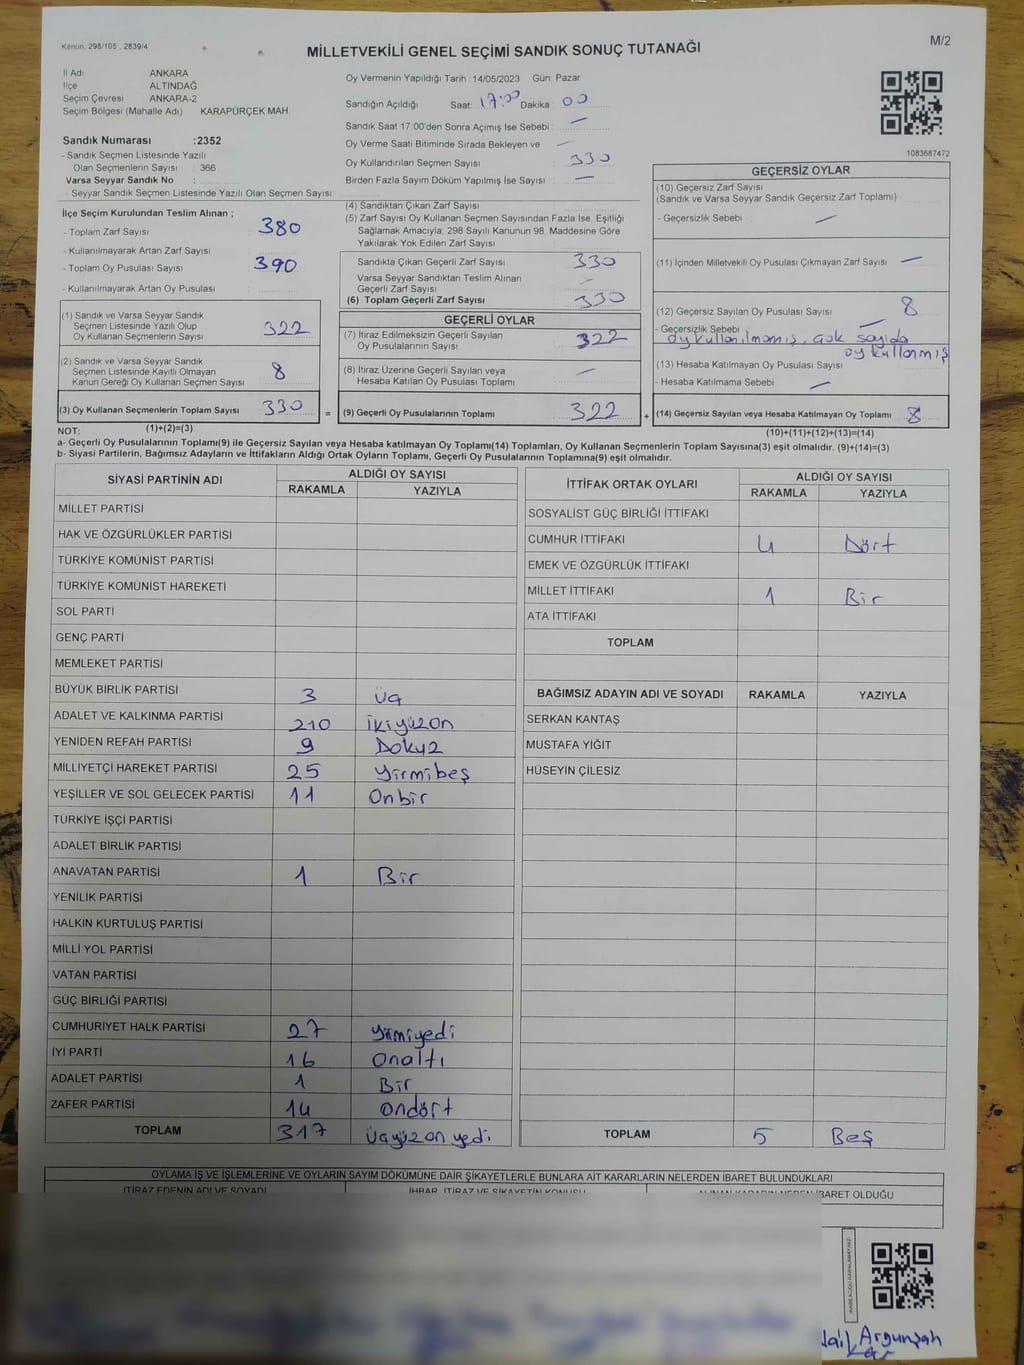 Kanun: 298/105 , 2839/4
MİLLETVEKİLİ GENEL SEÇİMİ SANDIK SONUÇ TUTANAĞI
M/2
İl Adı ANKARA
İlçe ALTINDAĞ
Seçim Çevresi ANKARA-2
Seçim Bölgesi (Mahalle Adı) KARAPÜRÇEK MAH.
Sandık Numarası :2352
- Sandık Seçmen Listesinde Yazılı
Olan Seçmenlerin Sayısı : 366
Varsa Seyyar Sandık No :
- Seyyar Sandık Seçmen Listesinde Yazılı Olan Seçmen Sayısı:
Oy Vermenin Yapıldığı Tarih :14/05/2023 Gün: Pazar
Sandığın Açıldığı Saat: 17:00 Dakika : 00
Sandık Saat 17:00'den Sonra Açımış İse Sebebi : —
Oy Verme Saati Bitiminde Sırada Bekleyen ve —
Oy Kullandırılan Seçmen Sayısı : 330
Birden Fazla Sayım Döküm Yapılmış İse Sayısı : —
1083687472
İlçe Seçim Kurulundan Teslim Alınan ;
- Toplam Zarf Sayısı : 380
- Kullanılmayarak Artan Zarf Sayısı :
- Toplam Oy Pusulası Sayısı : 390
- Kullanılmayarak Artan Oy Pusulası :
(1) Sandık ve Varsa Seyyar Sandık
Seçmen Listesinde Yazılı Olup
Oy Kullanan Seçmenlerin Sayısı : 322
(2) Sandık ve Varsa Seyyar Sandık
Seçmen Listesinde Kayıtlı Olmayan
Kanun Gereği Oy Kullanan Seçmen Sayısı : 8
(3) Oy Kullanan Seçmenlerin Toplam Sayısı : 330
(1)+(2)=(3)
(4) Sandıktan Çıkan Zarf Sayısı :
(5) Zarf Sayısı Oy Kullanan Seçmen Sayısından Fazla İse, Eşitliği
Sağlamak Amacıyla; 298 Sayılı Kanunun 98. Maddesine Göre
Yakılarak Yok Edilen Zarf Sayısı :
Sandıkta Çıkan Geçerli Zarf Sayısı : 330
Varsa Seyyar Sandıktan Teslim Alınan
Geçerli Zarf Sayısı : —
(6) Toplam Geçerli Zarf Sayısı : 330
GEÇERLİ OYLAR
(7) İtiraz Edilmeksizin Geçerli Sayılan
Oy Pusulalarının Sayısı : 322
(8) İtiraz Üzerine Geçerli Sayılan veya
Hesaba Katılan Oy Pusulası Toplamı : —
= (9) Geçerli Oy Pusulalarının Toplamı : 322
GEÇERSİZ OYLAR
(10) Geçersiz Zarf Sayısı
(Sandık ve Varsa Seyyar Sandık Geçersiz Zarf Toplamı) :
- Geçersizlik Sebebi : —
(11) İçinden Milletvekili Oy Pusulası Çıkmayan Zarf Sayısı : —
(12) Geçersiz Sayılan Oy Pusulası Sayısı : 8
- Geçersizlik Sebebi : —
oy kullanılmamış, çok sayıda
oy kullanmış
(13) Hesaba Katılmayan Oy Pusulası Sayısı :
- Hesaba Katılmama Sebebi : —
+ (14) Geçersiz Sayılan veya Hesaba Katılmayan Oy Toplamı : 8
(10)+(11)+(12)+(13)=(14)
NOT:
a- Geçerli Oy Pusulalarının Toplamı(9) ile Geçersiz Sayılan veya Hesaba katılmayan Oy Toplamı(14) Toplamları, Oy Kullanan Seçmenlerin Toplam Sayısına(3) eşit olmalıdır. (9)+(14)=(3)
b- Siyasi Partilerin, Bağımsız Adayların ve İttifakların Aldığı Ortak Oyların Toplamı, Geçerli Oy Pusulalarının Toplamına(9) eşit olmalıdır.
SİYASİ PARTİNİN ADI
ALDIĞI OY SAYISI
RAKAMLA YAZIYLA
MİLLET PARTİSİ
HAK VE ÖZGÜRLÜKLER PARTİSİ
TÜRKİYE KOMÜNİST PARTİSİ
TÜRKİYE KOMÜNİST HAREKETİ
SOL PARTİ
GENÇ PARTİ
MEMLEKET PARTİSİ
BÜYÜK BİRLİK PARTİSİ 3 üç
ADALET VE KALKINMA PARTİSİ 210 ikiyüzon
YENİDEN REFAH PARTİSİ 9 Dokuz
MİLLİYETÇİ HAREKET PARTİSİ 25 yirmibeş
YEŞİLLER VE SOL GELECEK PARTİSİ 11 Onbir
TÜRKİYE İŞÇİ PARTİSİ
ADALET BİRLİK PARTİSİ
ANAVATAN PARTİSİ 1 Bir
YENİLİK PARTİSİ
HALKIN KURTULUŞ PARTİSİ
MİLLİ YOL PARTİSİ
VATAN PARTİSİ
GÜÇ BİRLİĞİ PARTİSİ
CUMHURİYET HALK PARTİSİ 27 yirmiyedi
İYİ PARTİ 16 onaltı
ADALET PARTİSİ 1 Bir
ZAFER PARTİSİ 14 ondört
TOPLAM 317 üçyüzonyedi
İTTİFAK ORTAK OYLARI
ALDIĞI OY SAYISI
RAKAMLA YAZIYLA
SOSYALİST GÜÇ BİRLİĞİ İTTİFAKI
CUMHUR İTTİFAKI 4 Dört
EMEK VE ÖZGÜRLÜK İTTİFAKI
MİLLET İTTİFAKI 1 Bir
ATA İTTİFAKI
TOPLAM
BAĞIMSIZ ADAYIN ADI VE SOYADI RAKAMLA YAZIYLA
SERKAN KANTAŞ
MUSTAFA YİĞİT
HÜSEYİN ÇİLESİZ
TOPLAM 5 Beş
OYLAMA İŞ VE İŞLEMLERİNE VE OYLARIN SAYIM DÖKÜMÜNE DAİR ŞİKAYETLERLE BUNLARA AİT KARARLARIN NELERDEN İBARET BULUNDUKLARI
İTİRAZ EDENİN ADI VE SOYADI İHBAR, İTİRAZ VE ŞİKAYETİN KONUSU ALINAN KARARIN NEDEN İBARET OLDUĞU
Argunşah